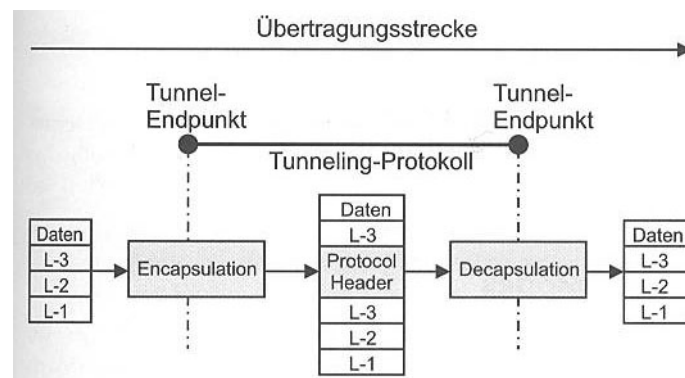 Übertragungsstrecke
Tunnel-
Endpunkt
Tunnel-
Endpunkt
Tunneling-Protokoll
Daten
L-3
L-2
L-1
Encapsulation
Daten
L-3
Protocol
Header
L-3
L-2
L-1
Decapsulation
Daten
L-3
L-2
L-1